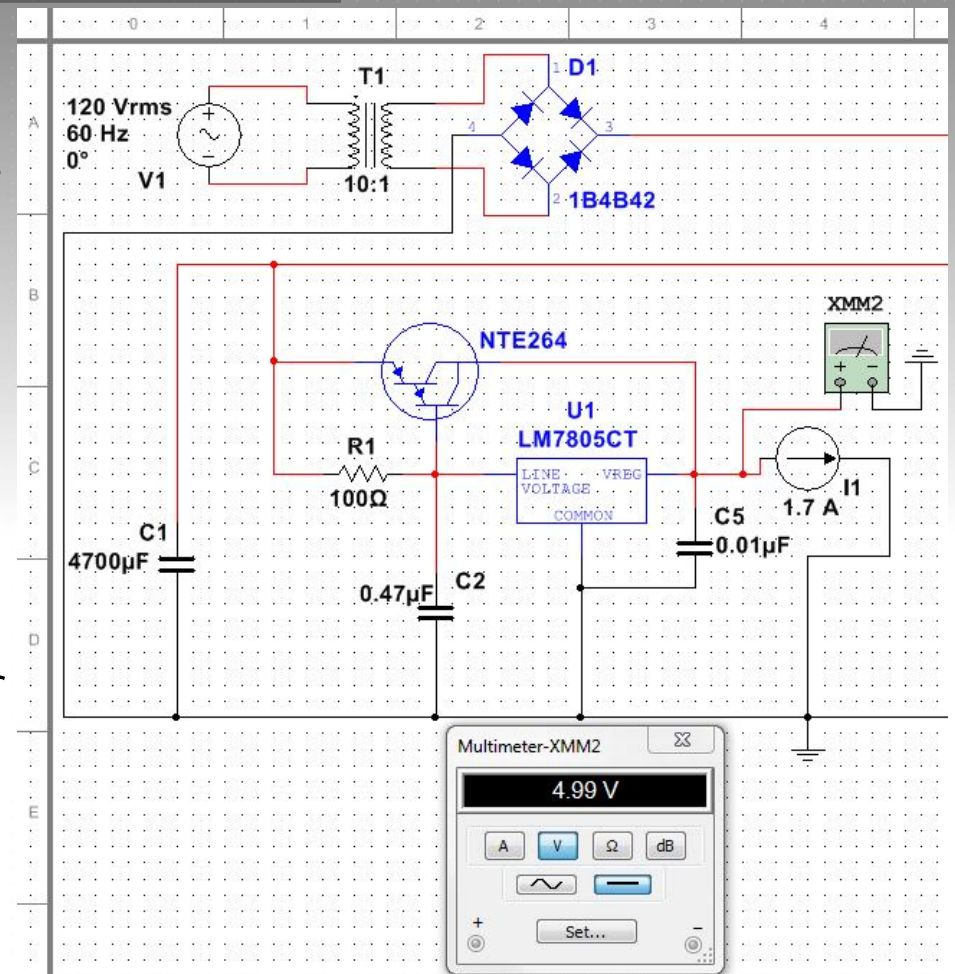 0 1 2 3 4
A
B
C
D
E
120 Vrms
60 Hz
0°
V1
T1
10:1
1 D1
4
3
2 1B4B42
NTE264
XMM2
U1
LM7805CT
LINE VREG
VOLTAGE
COMMON
R1
100Ω
I1
1.7 A
C1
4700µF
C5
0.01µF
C2
0.47µF
Multimeter-XMM2
4.99 V
A V Ω dB
Set...
+ −